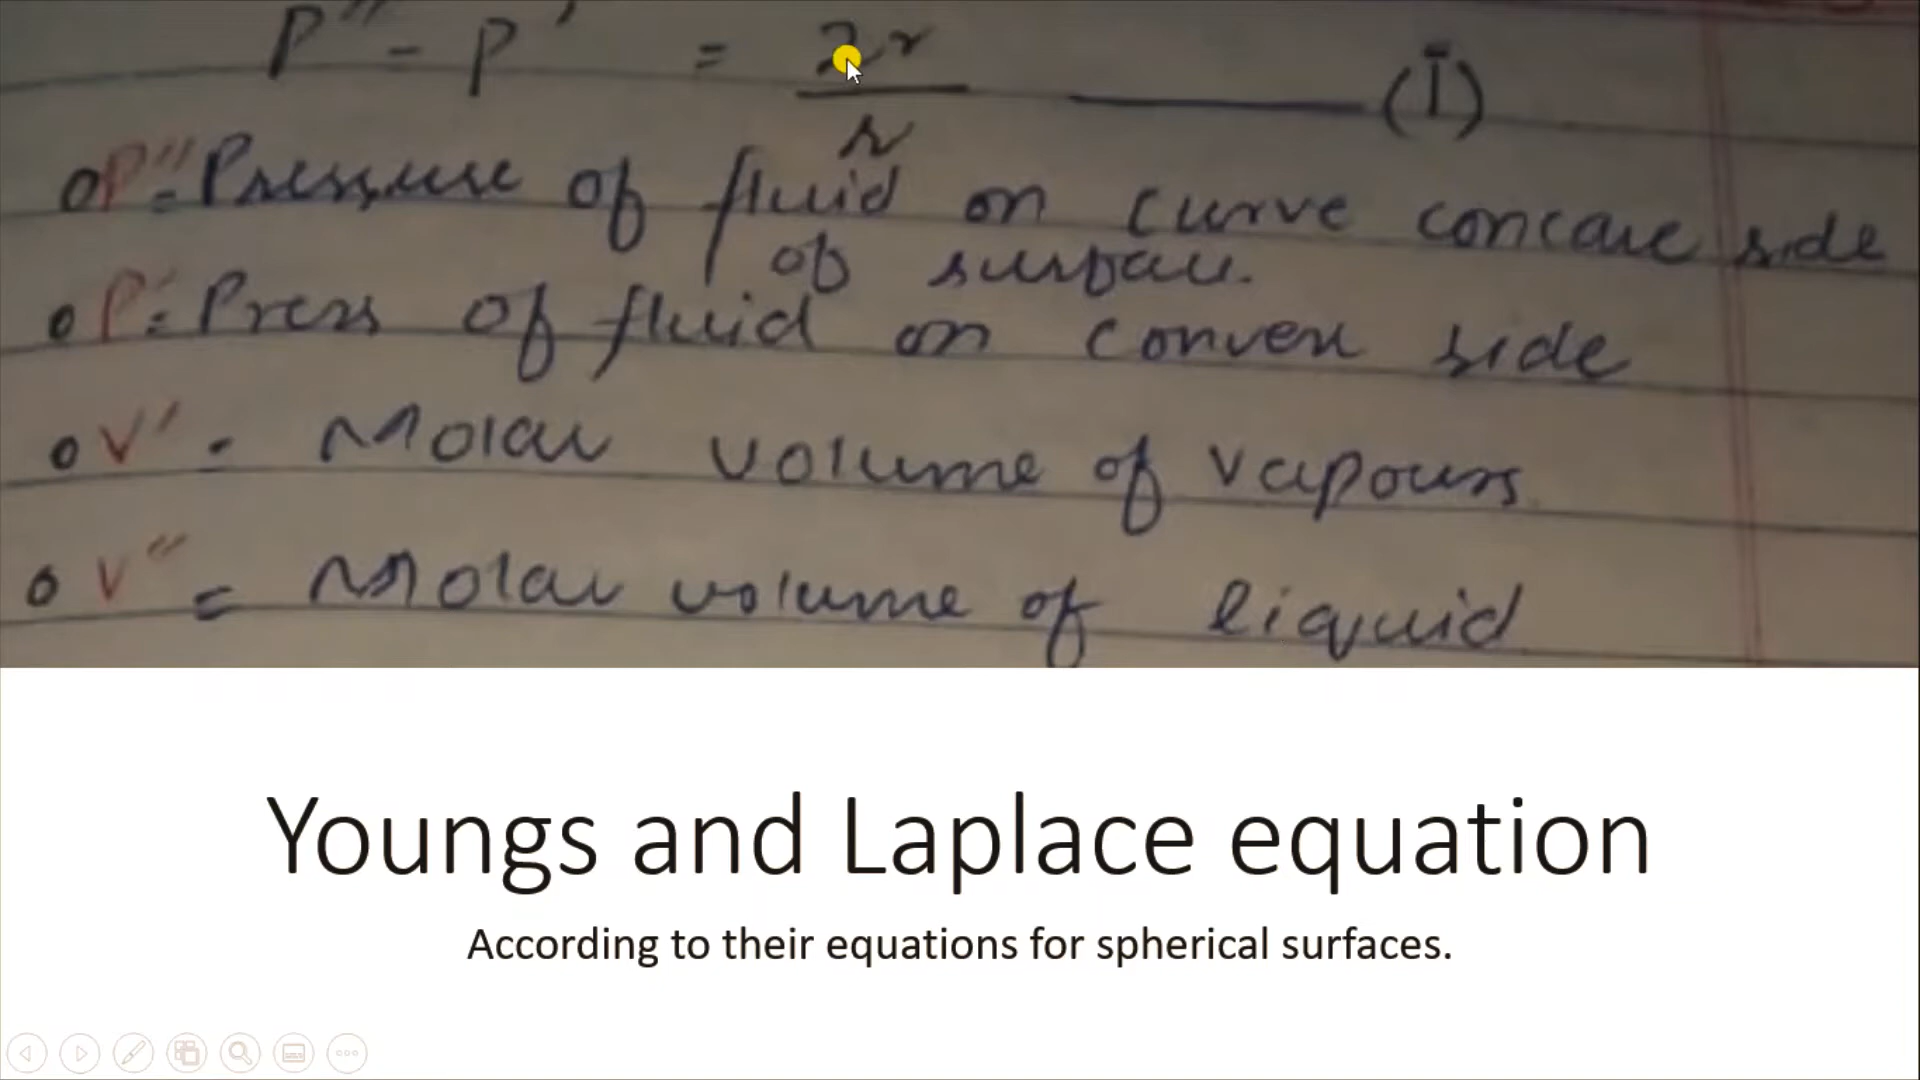 P" - P' = 2r / r (I)
P" = Pressure of fluid on curve concave side
of surface.
P' = Press of fluid on convex side
V' = Molar volume of vapours
V" = Molar volume of liquid
Youngs and Laplace equation
According to their equations for spherical surfaces.